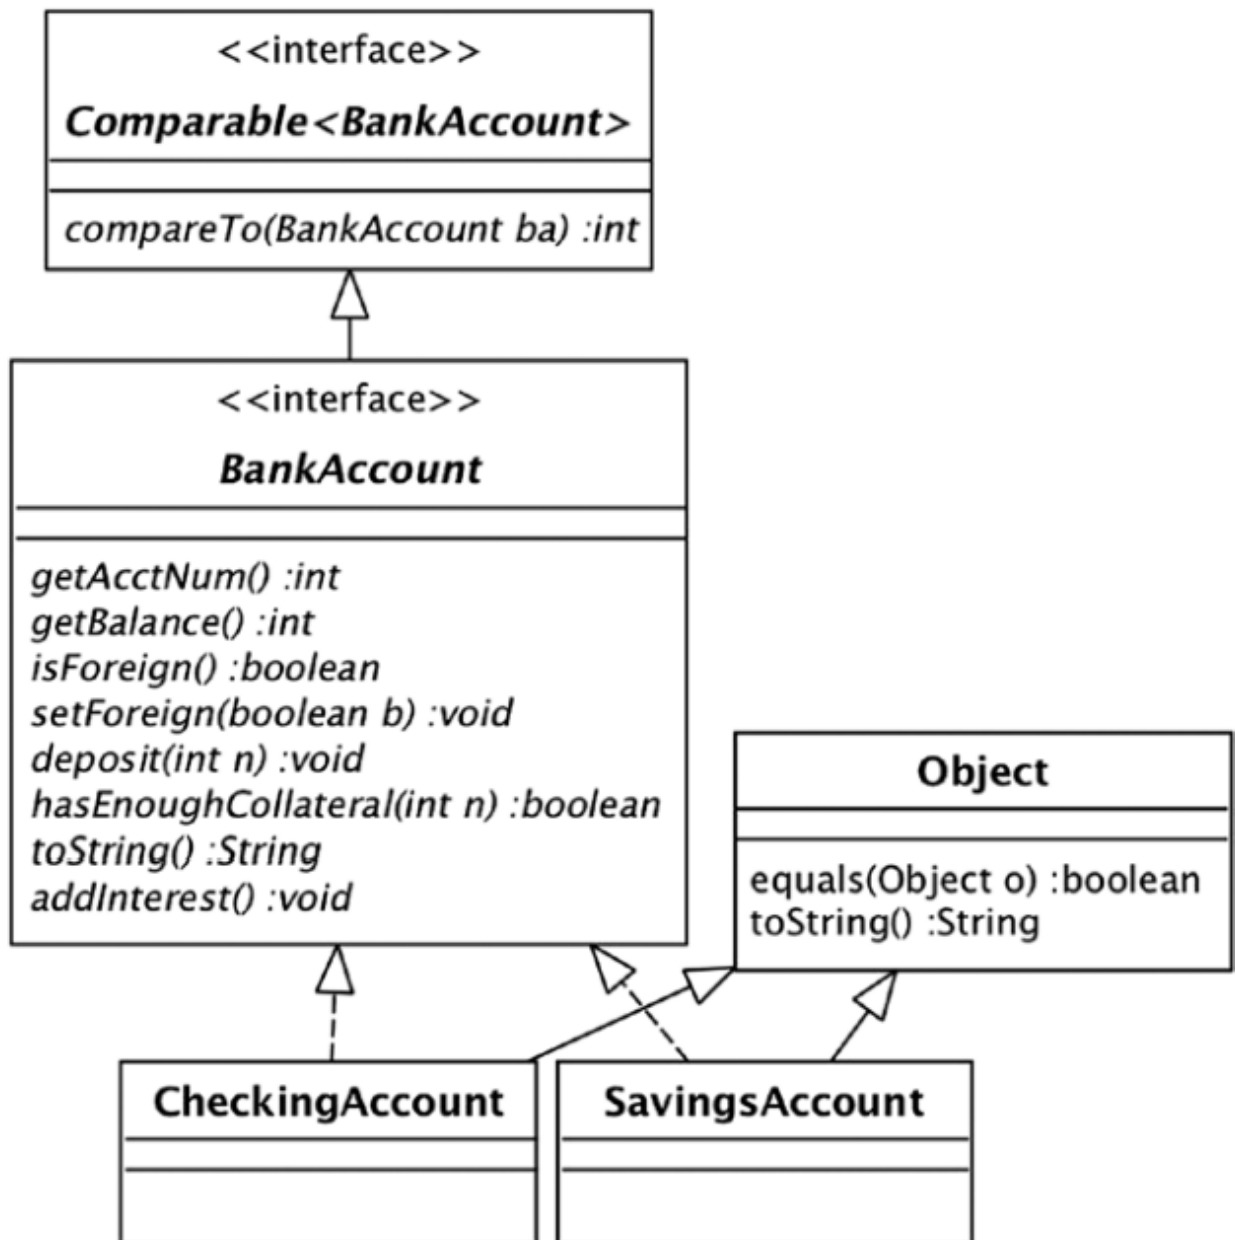 <<interface>>
Comparable<BankAccount>
compareTo(BankAccount ba) :int
<<interface>>
BankAccount
getAcctNum() :int
getBalance() :int
isForeign() :boolean
setForeign(boolean b) :void
deposit(int n) :void
hasEnoughCollateral(int n) :boolean
toString() :String
addInterest() :void
Object
equals(Object o) :boolean
toString() :String
CheckingAccount
SavingsAccount